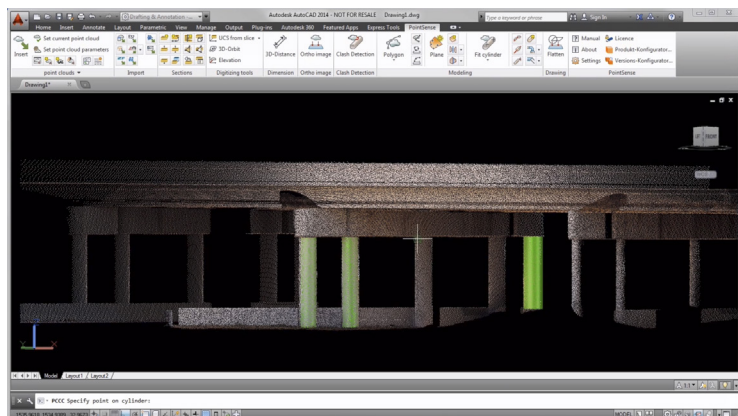 Drafting & Annotation
Autodesk AutoCAD 2014 - NOT FOR RESALE Drawing1.dwg
Type a keyword or phrase
Sign In
Home Insert Annotate Layout Parametric View Manage Output Plug-ins Autodesk 360 Featured Apps Express Tools PointSense
Insert
Set current point cloud
Set point cloud parameters
UCS from slice
3D-Orbit
Elevation
3D-Distance
Ortho image
Clash Detection
Polygon
Plane
Fit cylinder
Flatten
Manual
About
Settings
Licence
Produkt-Konfigurator...
Versions-Konfigurator...
point clouds Import Sections Digitizing tools Dimension Ortho image Clash Detection Modeling Drawing PointSense
Drawing1*
FRONT
Model Layout1 Layout2
1:1
PCCC Specify point on cylinder:
MODEL